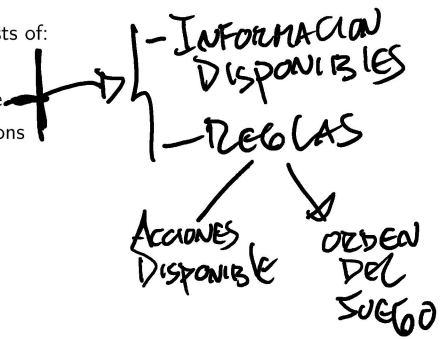 sts of:
- INFORMACION
DISPONIBLES
e
ons
- REGLAS
ACCIONES
DISPONIBLE
ORDEN
DEL
JUEGO